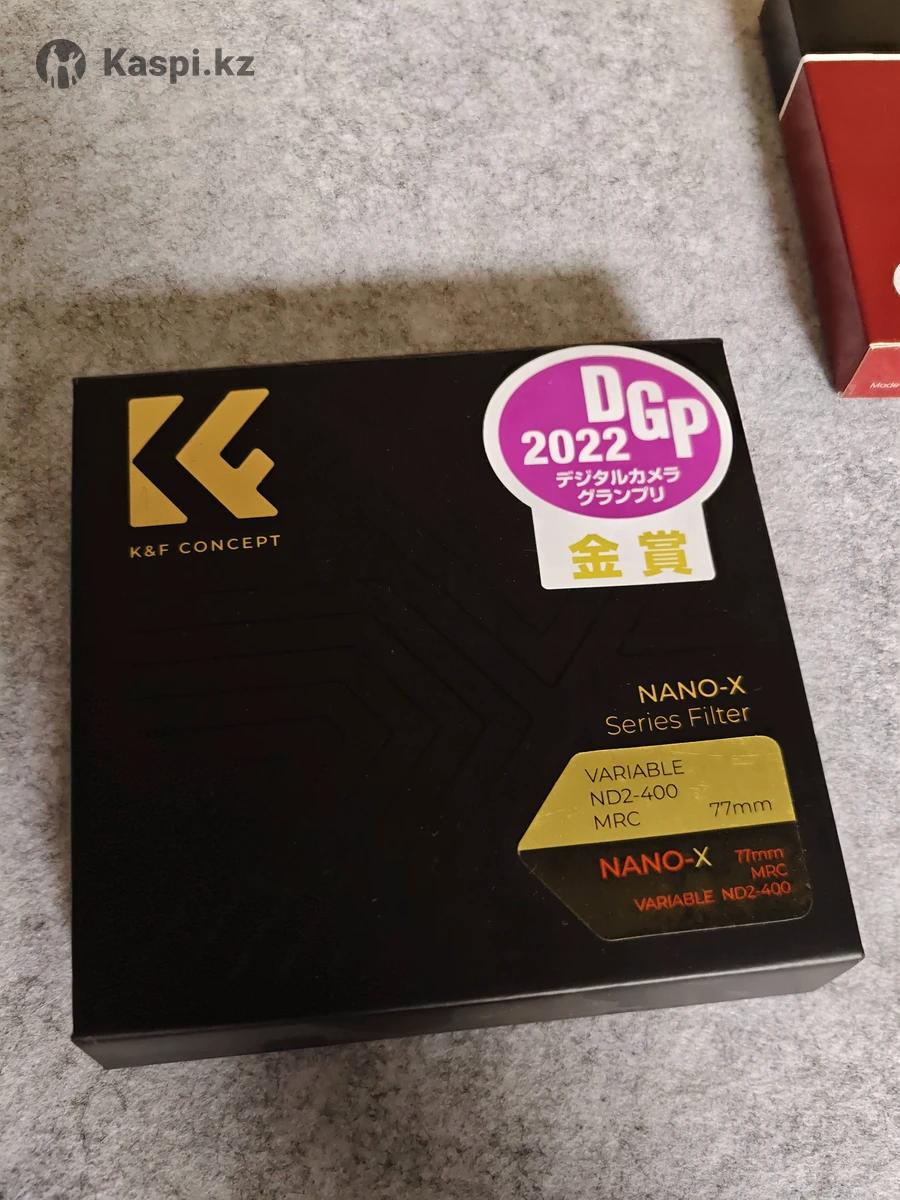 Kaspi.kz
K&F CONCEPT
DGP
2022
デジタルカメラ
グランプリ
金賞
NANO-X
Series Filter
VARIABLE
ND2-400
MRC 77mm
NANO-X 77mm
MRC
VARIABLE ND2-400
Made